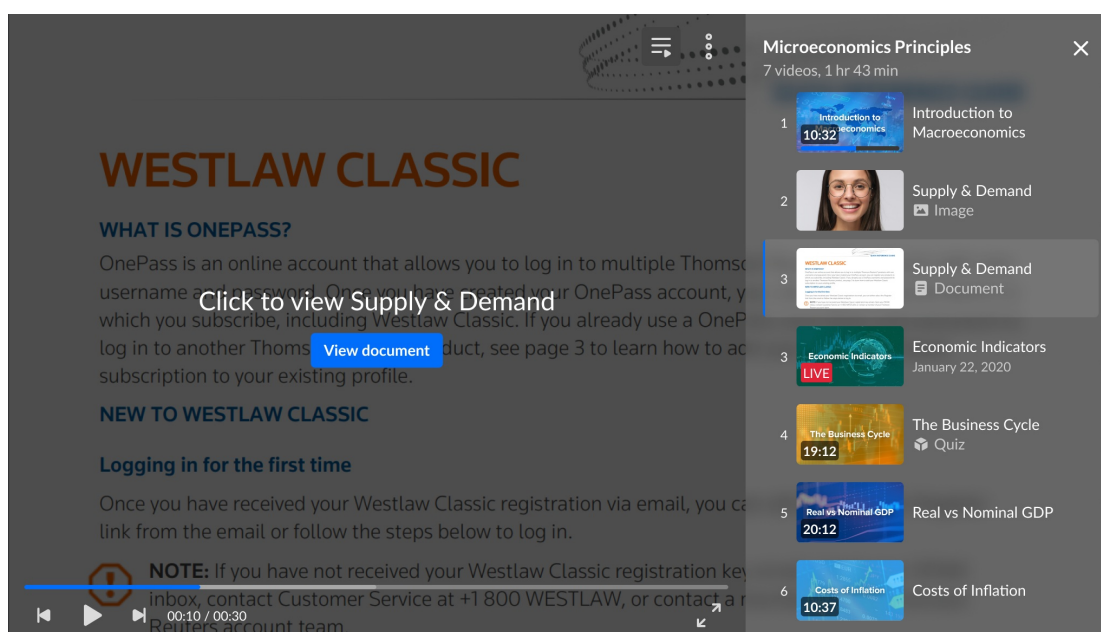 WESTLAW CLASSIC
WHAT IS ONEPASS?
OnePass is an online account that allows you to log in to multiple
username and password. Once you have created your OnePass account,
Click to view Supply & Demand
which you subscribe, including Westlaw Classic. If you already use a
log in to another
View document
see page 3 to learn how to
subscription to your existing profile.
NEW TO WESTLAW CLASSIC
Logging in for the first time
Once you have received your Westlaw Classic registration via email, you
link from the email or follow the steps below to log in.
NOTE: If you have not received your Westlaw Classic registration
inbox, contact Customer Service at +1 800 WESTLAW, or contact a
Reuters account team.
00:10 / 00:30
Microeconomics Principles
7 videos, 1 hr 43 min
1
Introduction to
10:32
Introduction to
Macroeconomics
2
Supply & Demand
Image
3
WESTLAW CLASSIC
Supply & Demand
Document
3
Economic Indicators
LIVE
Economic Indicators
January 22, 2020
4
The Business Cycle
19:12
The Business Cycle
Quiz
5
Real vs Nominal GDP
20:12
Real vs Nominal GDP
6
Costs of Inflation
10:37
Costs of Inflation